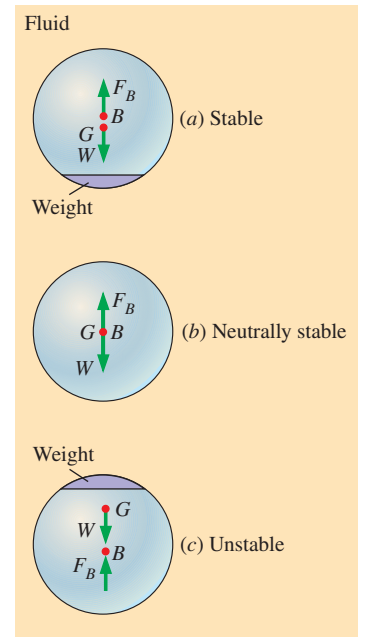 Fluid
F_B
B
G
W
(a) Stable
Weight
F_B
G B
W
(b) Neutrally stable
Weight
G
W
B
F_B
(c) Unstable